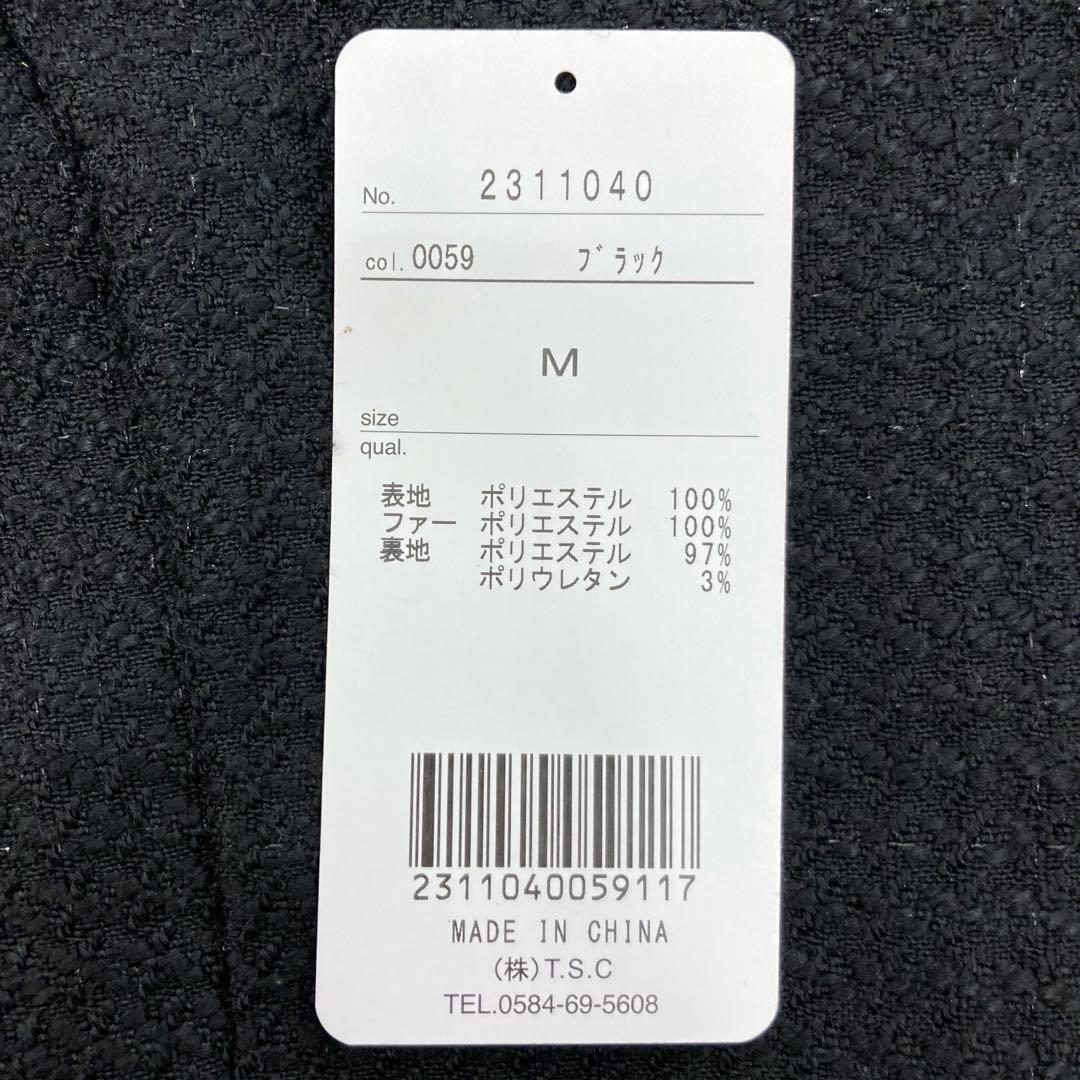 No. 2311040
col. 0059 ブラック
M
size
qual.
表地 ポリエステル 100%
ファー ポリエステル 100%
裏地 ポリエステル 97%
ポリウレタン 3%
2311040059117
MADE IN CHINA
(株)T.S.C
TEL.0584-69-5608